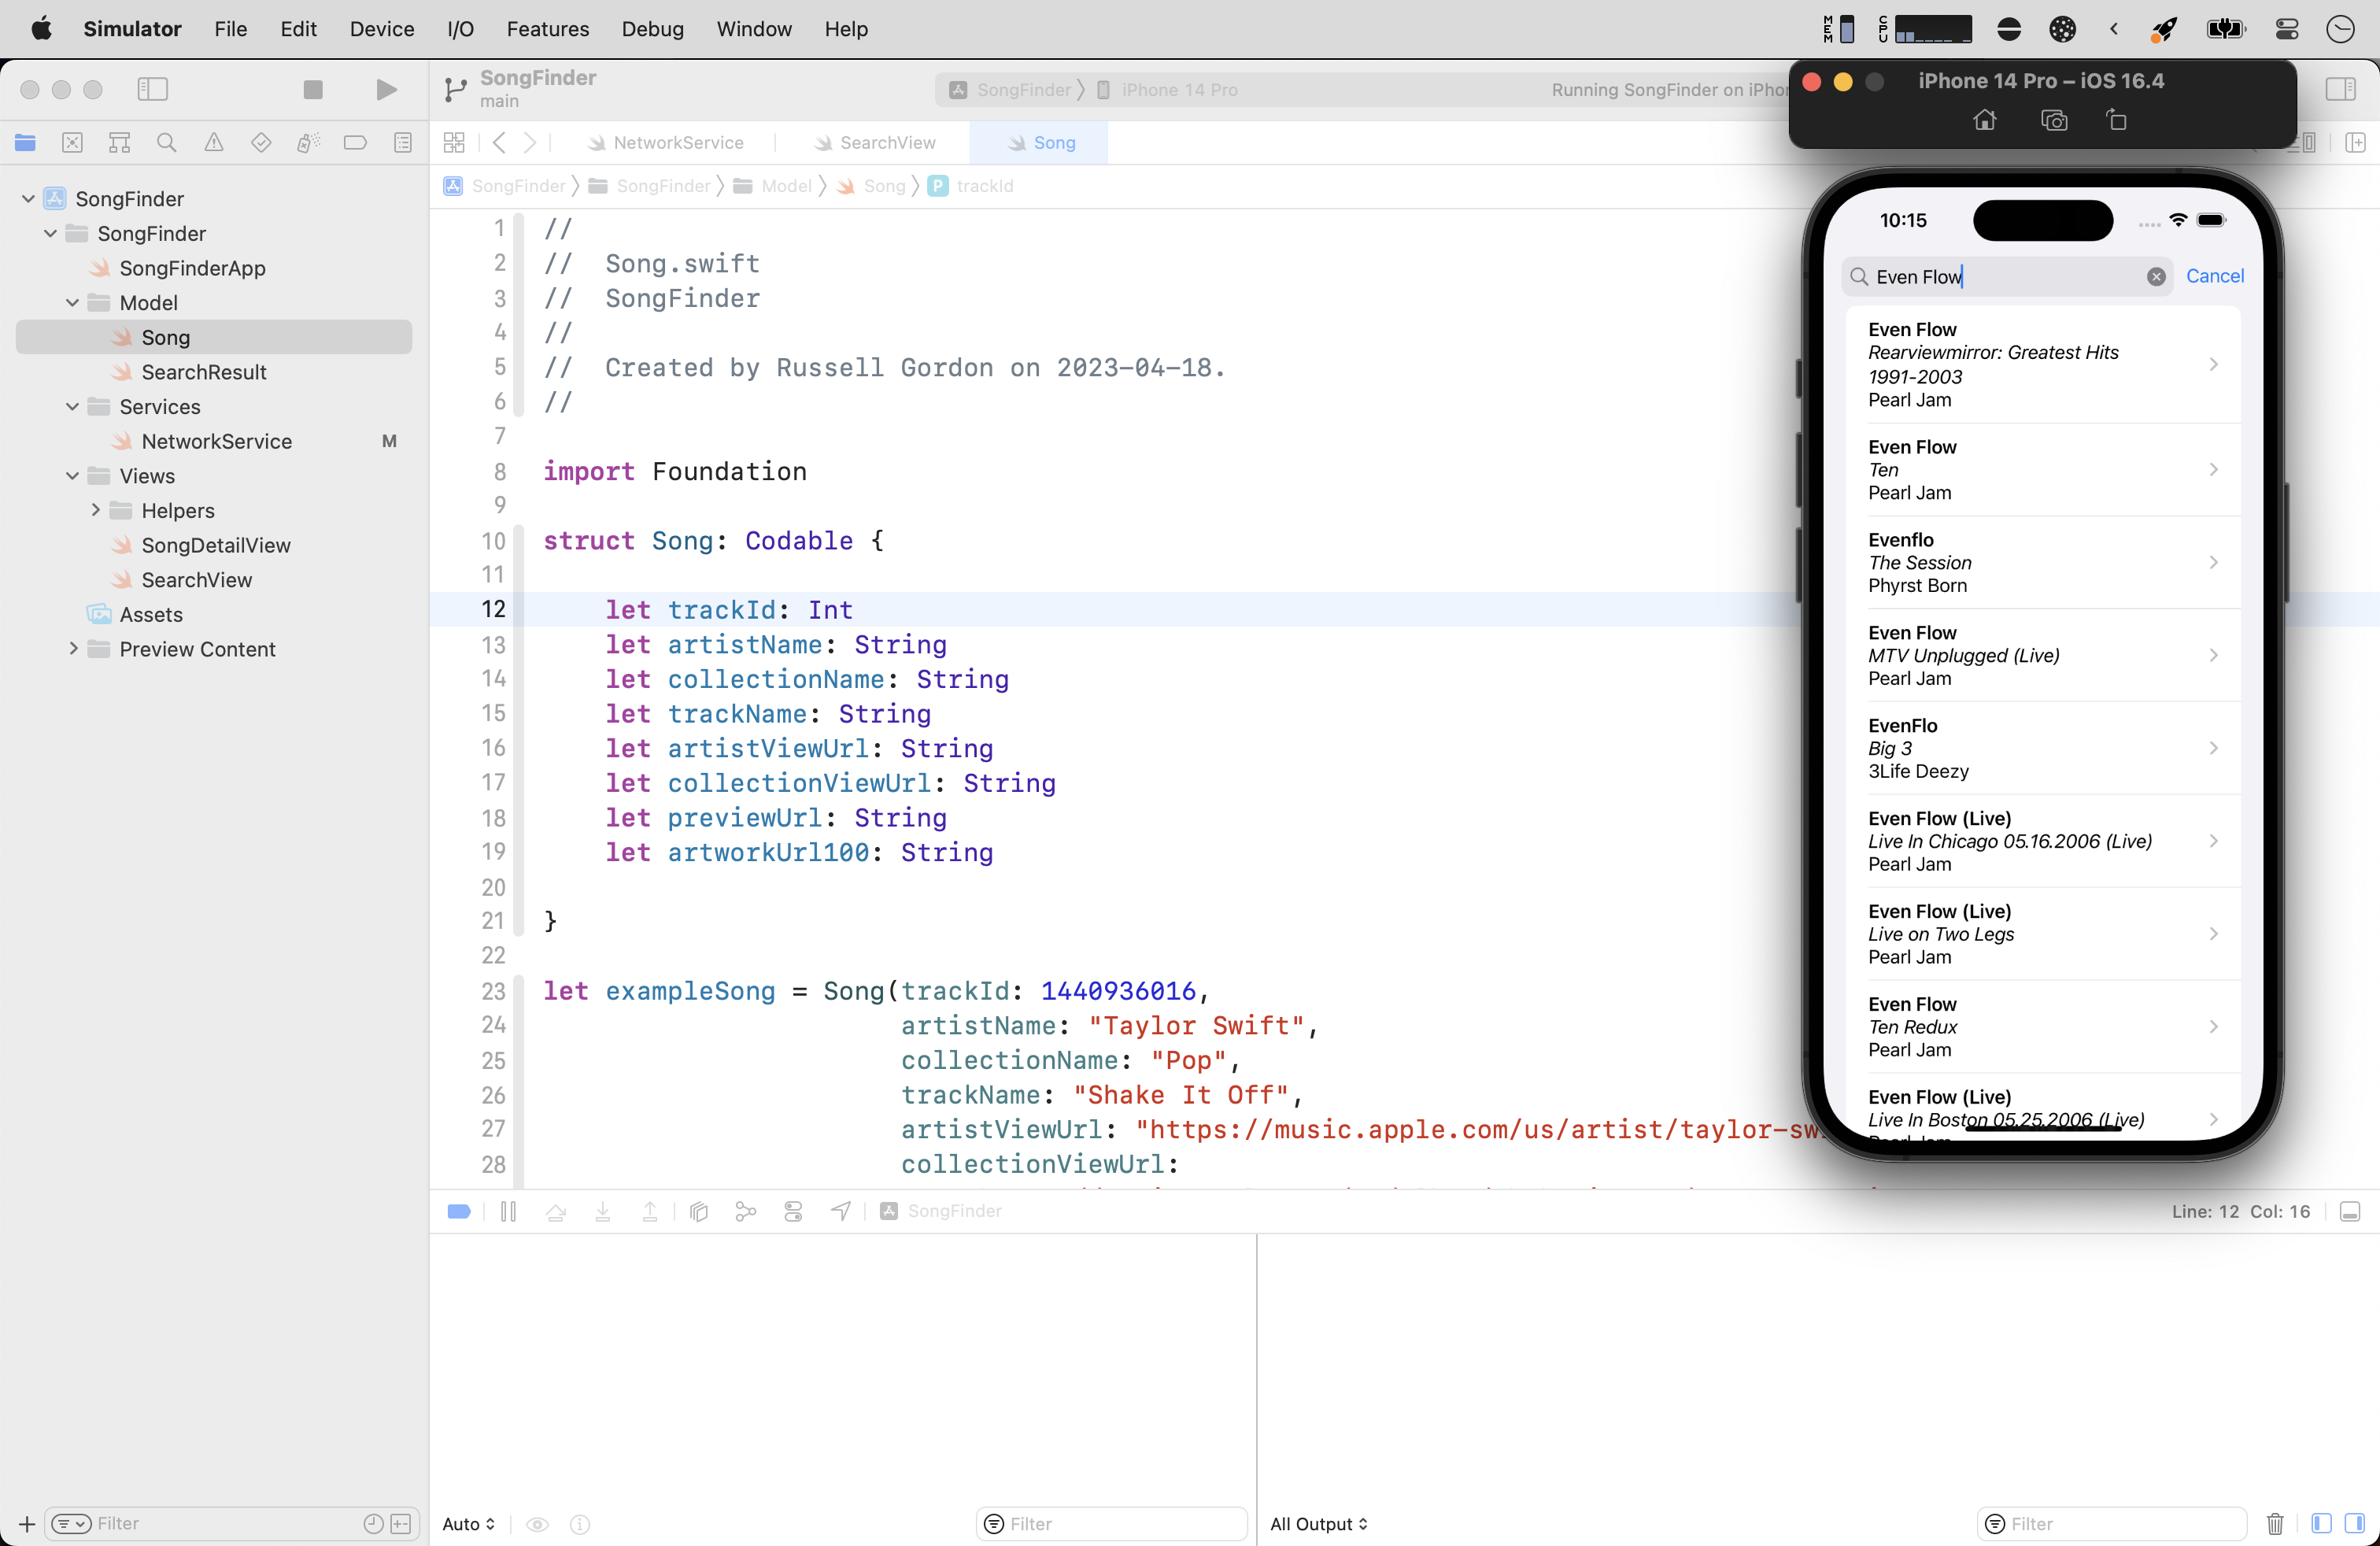 Simulator File Edit Device I/O Features Debug Window Help
MEM CPU
SongFinder
main
SongFinder iPhone 14 Pro
Running SongFinder on iPho
iPhone 14 Pro – iOS 16.4
NetworkService SearchView Song
SongFinder SongFinder Model Song P trackId
SongFinder
SongFinder
SongFinderApp
Model
Song
SearchResult
Services
NetworkService M
Views
Helpers
SongDetailView
SearchView
Assets
Preview Content
Filter
1 //
2 //  Song.swift
3 //  SongFinder
4 //
5 //  Created by Russell Gordon on 2023-04-18.
6 //
7
8 import Foundation
9
10 struct Song: Codable {
11
12     let trackId: Int
13     let artistName: String
14     let collectionName: String
15     let trackName: String
16     let artistViewUrl: String
17     let collectionViewUrl: String
18     let previewUrl: String
19     let artworkUrl100: String
20
21 }
22
23 let exampleSong = Song(trackId: 1440936016,
24                        artistName: "Taylor Swift",
25                        collectionName: "Pop",
26                        trackName: "Shake It Off",
27                        artistViewUrl: "https://music.apple.com/us/artist/taylor-sw
28                        collectionViewUrl:
10:15
Even Flow Cancel
Even Flow
Rearviewmirror: Greatest Hits
1991-2003
Pearl Jam
Even Flow
Ten
Pearl Jam
Evenflo
The Session
Phyrst Born
Even Flow
MTV Unplugged (Live)
Pearl Jam
EvenFlo
Big 3
3Life Deezy
Even Flow (Live)
Live In Chicago 05.16.2006 (Live)
Pearl Jam
Even Flow (Live)
Live on Two Legs
Pearl Jam
Even Flow
Ten Redux
Pearl Jam
Even Flow (Live)
Live In Boston 05.25.2006 (Live)
SongFinder
Line: 12 Col: 16
Auto Filter
All Output Filter